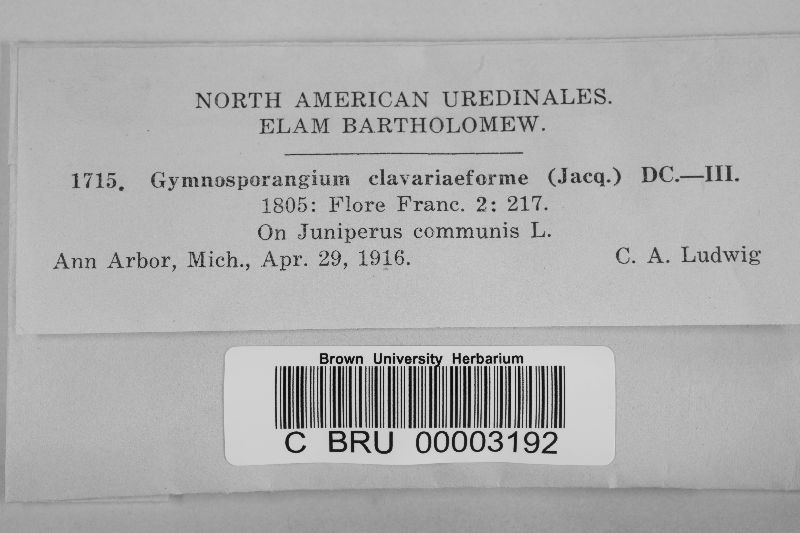 NORTH AMERICAN UREDINALES.
ELAM BARTHOLOMEW.
1715. Gymnosporangium clavariaeforme (Jacq.) DC.—III.
1805: Flore Franc. 2: 217.
On Juniperus communis L.
Ann Arbor, Mich., Apr. 29, 1916. C. A. Ludwig
Brown University Herbarium
C BRU 00003192